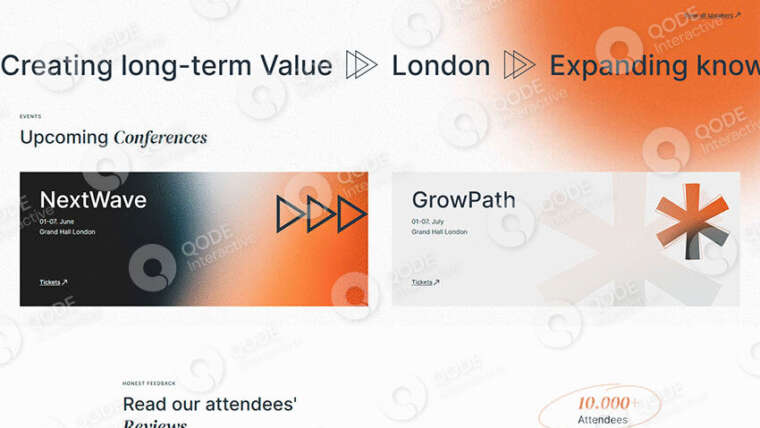 View all speakers
Creating long-term Value London Expanding know
EVENTS
Upcoming Conferences
NextWave
01-07. June
Grand Hall London
Tickets
GrowPath
01-07. July
Grand Hall London
Tickets
HONEST FEEDBACK
Read our attendees'
Reviews
10.000+
Attendees
QODE
Interactive